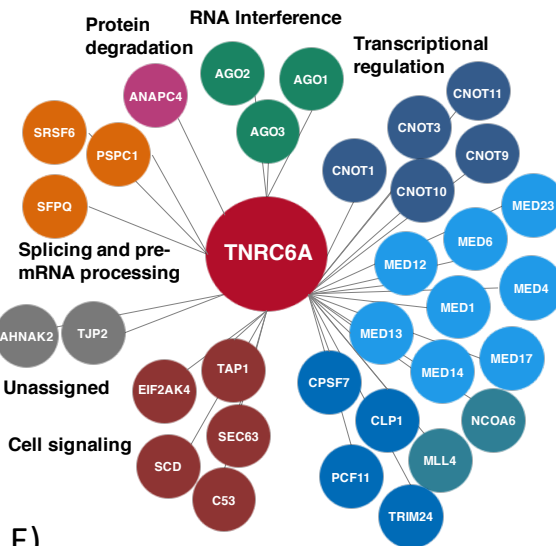 RNA Interference
Protein
degradation
Transcriptional
regulation
AGO2
AGO1
ANAPC4
CNOT11
AGO3
CNOT3
SRSF6
PSPC1
CNOT9
CNOT1
CNOT10
SFPQ
MED23
TNRC6A
MED6
Splicing and pre-
mRNA processing
MED12
MED4
MED1
AHNAK2
TJP2
MED13
MED17
Unassigned
TAP1
MED14
EIF2AK4
CPSF7
NCOA6
CLP1
Cell signaling
SEC63
SCD
MLL4
PCF11
C53
TRIM24
E)